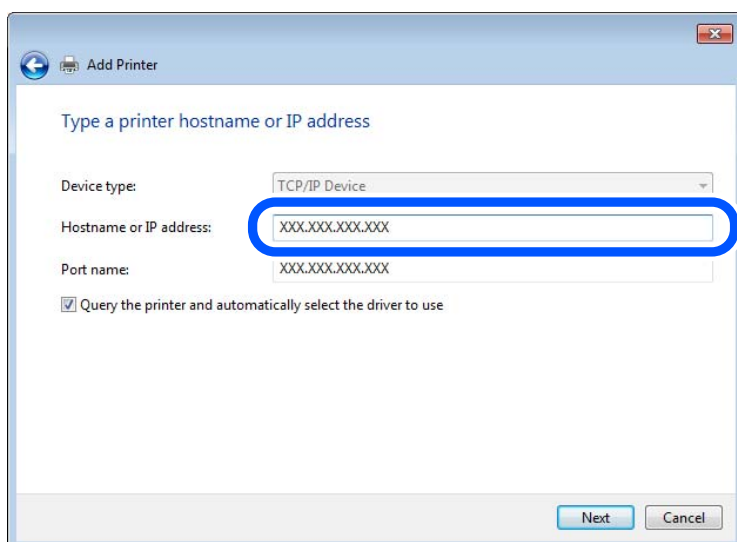 Add Printer
Type a printer hostname or IP address
Device type: TCP/IP Device
Hostname or IP address: XXX.XXX.XXX.XXX
Port name: XXX.XXX.XXX.XXX
Query the printer and automatically select the driver to use
Next Cancel